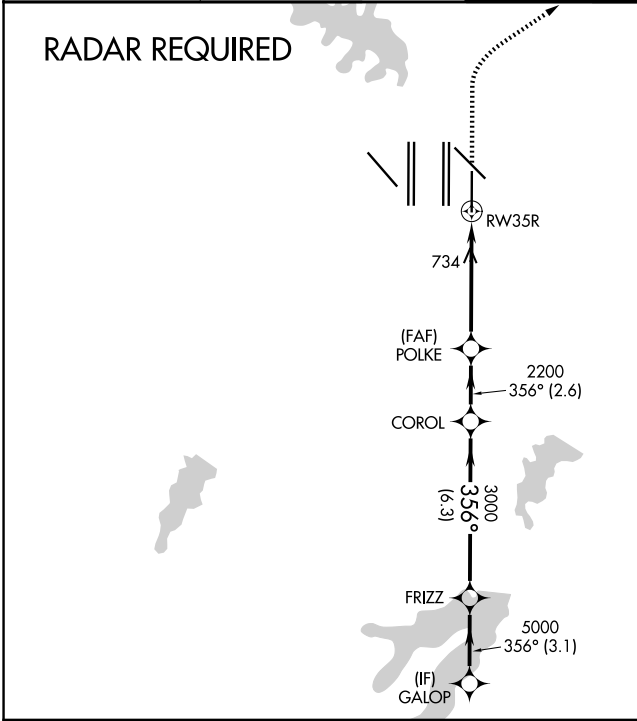 RADAR REQUIRED
RW35R
734
(FAF)
POLKE
2200
356° (2.6)
COROL
3000
356°
(6.3)
FRIZZ
5000
356° (3.1)
(IF)
GALOP